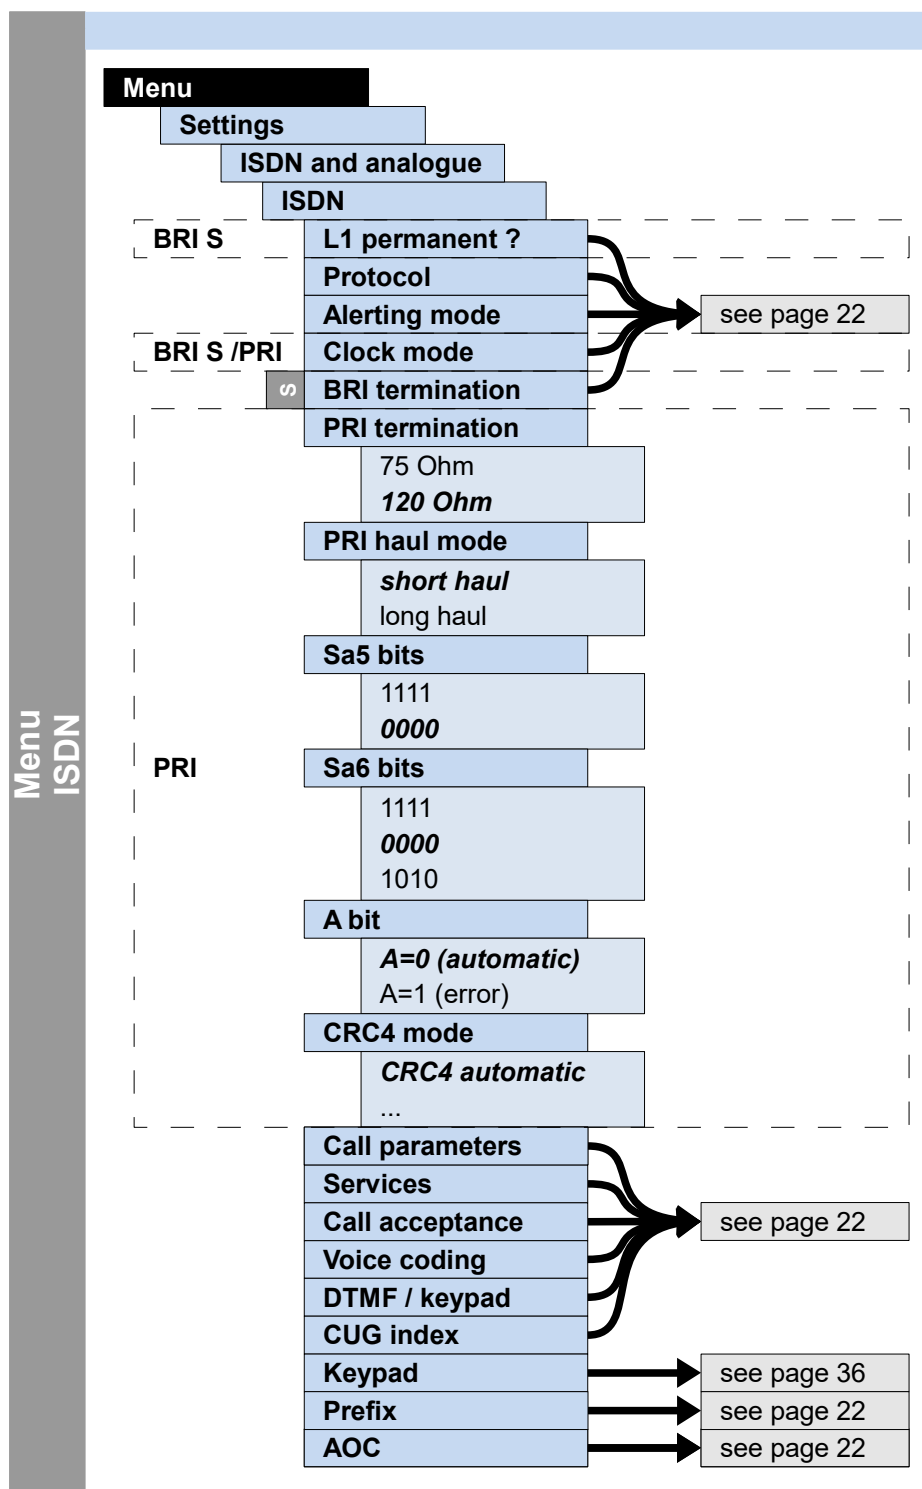 Menu
ISDN
Menu
Settings
ISDN and analogue
ISDN
BRI S
L1 permanent ?
Protocol
Alerting mode
see page 22
BRI S /PRI
Clock mode
S
BRI termination
PRI termination
75 Ohm
120 Ohm
PRI haul mode
short haul
long haul
Sa5 bits
1111
0000
PRI
Sa6 bits
1111
0000
1010
A bit
A=0 (automatic)
A=1 (error)
CRC4 mode
CRC4 automatic
...
Call parameters
Services
Call acceptance
see page 22
Voice coding
DTMF / keypad
CUG index
Keypad
see page 36
Prefix
see page 22
AOC
see page 22